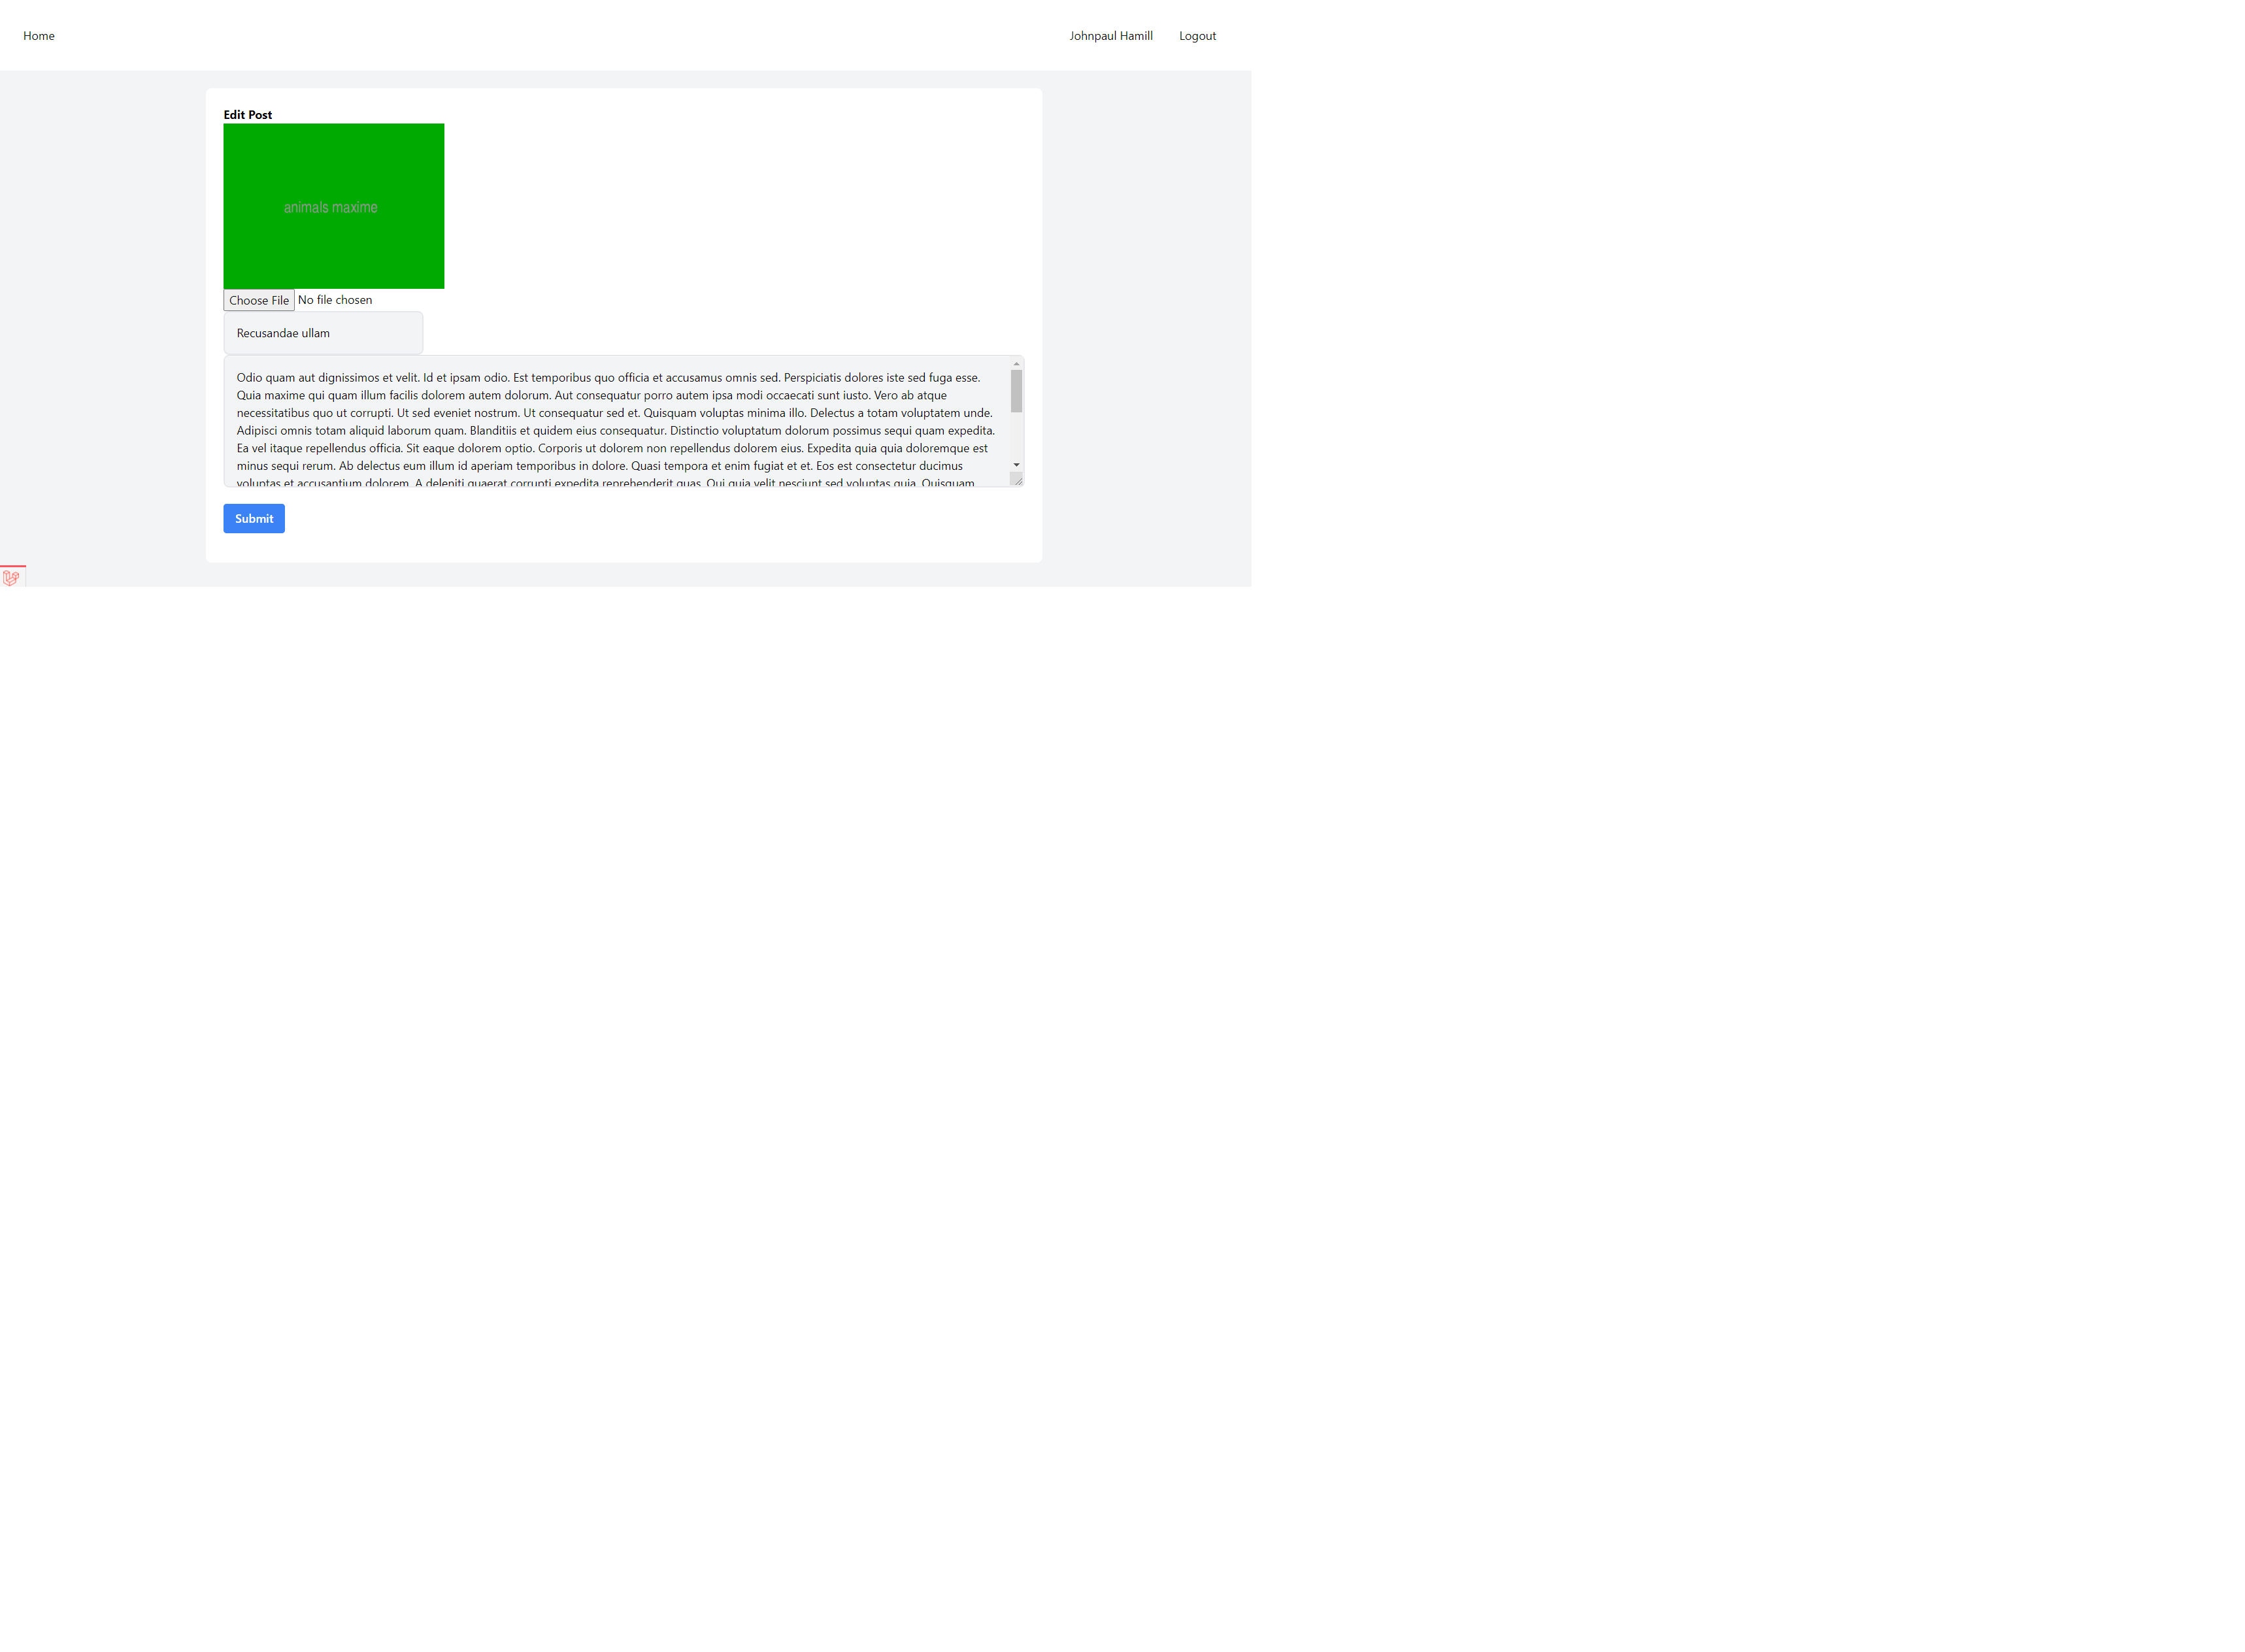 Home
Johnpaul Hamill
Logout
Edit Post
animals maxime
Choose File No file chosen
Recusandae ullam
Odio quam aut dignissimos et velit. Id et ipsam odio. Est temporibus quo officia et accusamus omnis sed. Perspiciatis dolores iste sed fuga esse.
Quia maxime qui quam illum facilis dolorem autem dolorum. Aut consequatur porro autem ipsa modi occaecati sunt iusto. Vero ab atque
necessitatibus quo ut corrupti. Ut sed eveniet nostrum. Ut consequatur sed et. Quisquam voluptas minima illo. Delectus a totam voluptatem unde.
Adipisci omnis totam aliquid laborum quam. Blanditiis et quidem eius consequatur. Distinctio voluptatum dolorum possimus sequi quam expedita.
Ea vel itaque repellendus officia. Sit eaque dolorem optio. Corporis ut dolorem non repellendus dolorem eius. Expedita quia quia doloremque est
minus sequi rerum. Ab delectus eum illum id aperiam temporibus in dolore. Quasi tempora et enim fugiat et et. Eos est consectetur ducimus
voluptas et accusantium dolorem. A deleniti quaerat corrupti expedita reprehenderit quas. Qui quia velit nesciunt sed voluptas quia. Quisquam
Submit